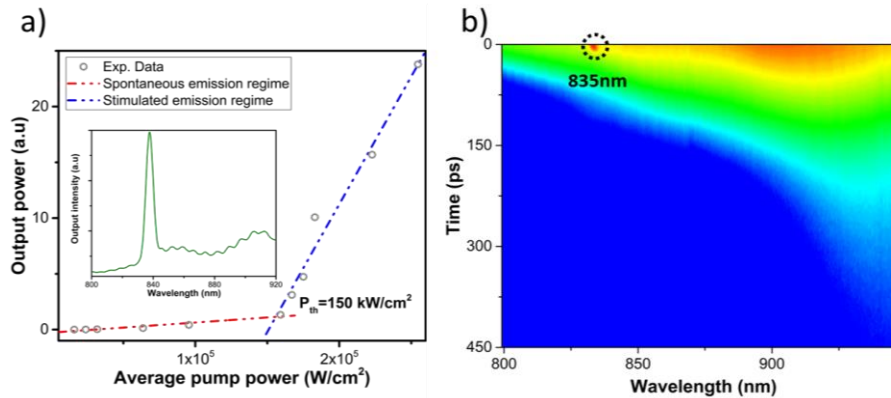 a)
Exp. Data
Spontaneous emission regime
Stimulated emission regime
Output intensity (a.u)
800 840 880 920
Wavelength (nm)
P_th=150 kW/cm²
Output power (a.u)
20
10
0
1x10⁵ 2x10⁵
Average pump power (W/cm²)
b)
835nm
Time (ps)
0
150
300
450
800 850 900
Wavelength (nm)